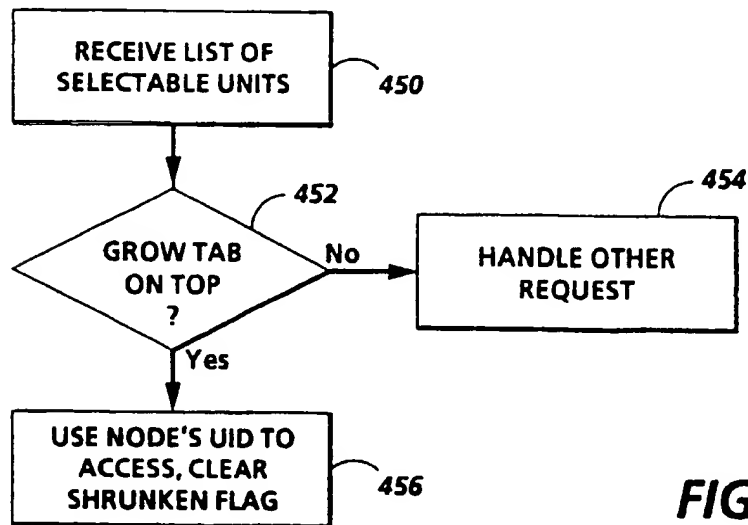 RECEIVE LIST OF
SELECTABLE UNITS
450
452
454
GROW TAB
ON TOP
?
No
HANDLE OTHER
REQUEST
Yes
USE NODE'S UID TO
ACCESS, CLEAR
SHRUNKEN FLAG
456
FIG